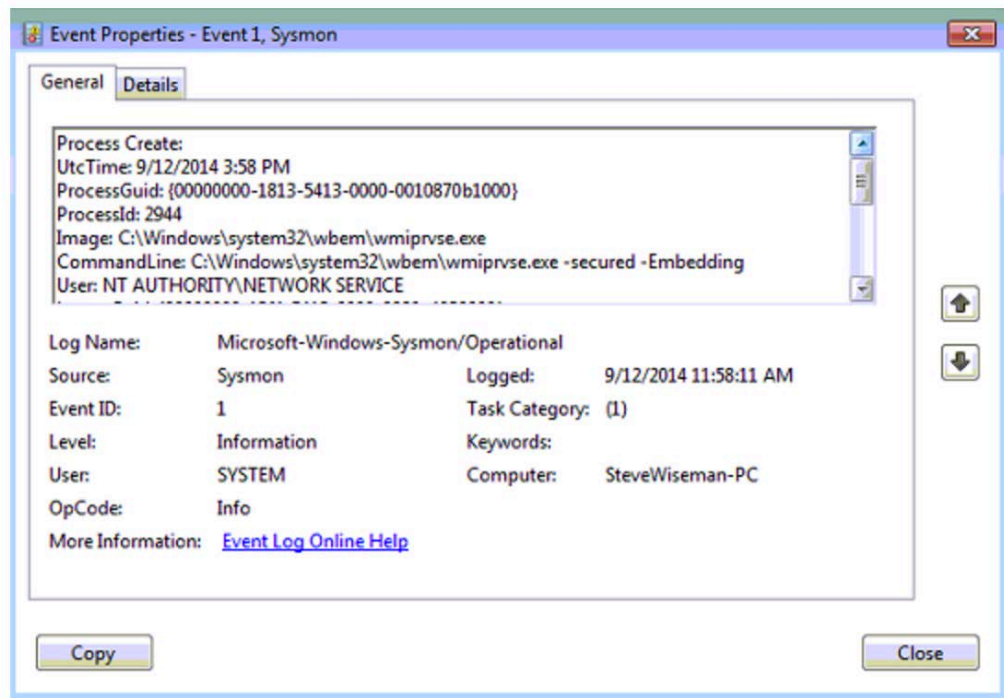 Event Properties - Event 1, Sysmon
General Details
Process Create:
UtcTime: 9/12/2014 3:58 PM
ProcessGuid: {00000000-1813-5413-0000-0010870b1000}
ProcessId: 2944
Image: C:\Windows\system32\wbem\wmiprvse.exe
CommandLine: C:\Windows\system32\wbem\wmiprvse.exe -secured -Embedding
User: NT AUTHORITY\NETWORK SERVICE
Log Name: Microsoft-Windows-Sysmon/Operational
Source: Sysmon Logged: 9/12/2014 11:58:11 AM
Event ID: 1 Task Category: (1)
Level: Information Keywords:
User: SYSTEM Computer: SteveWiseman-PC
OpCode: Info
More Information: Event Log Online Help
Copy Close